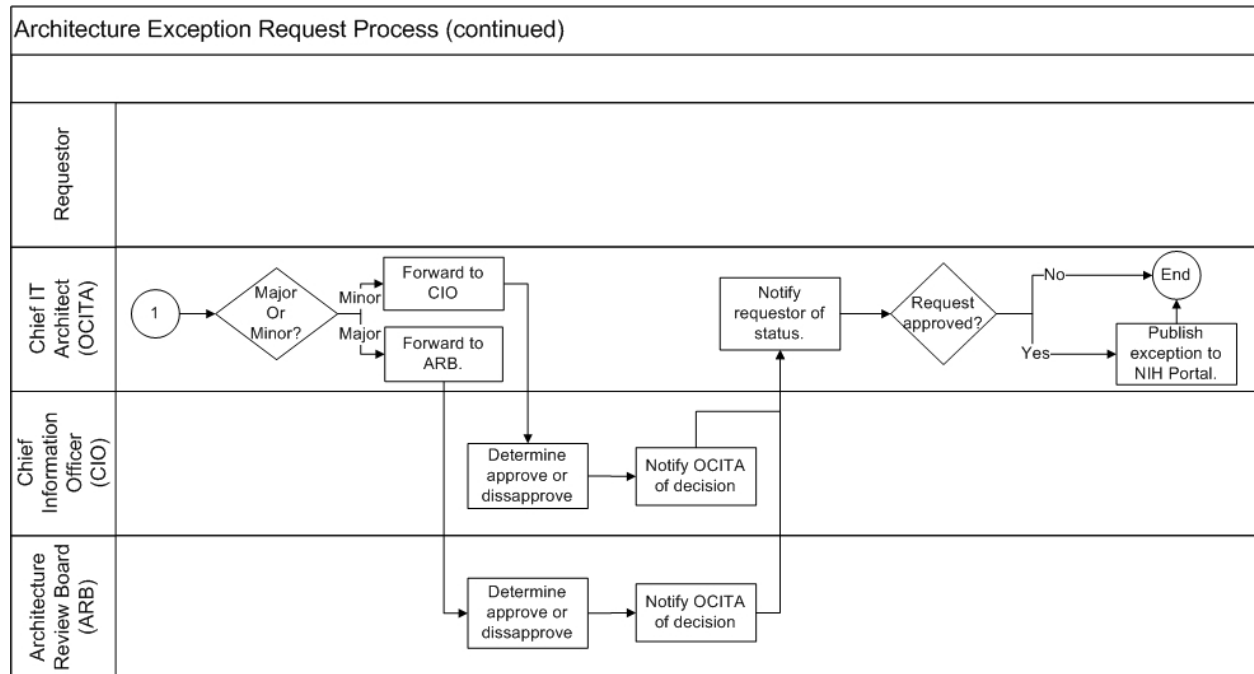 Architecture Exception Request Process (continued)
Requestor
Chief IT
Architect
(OCITA)
1
Major
Or
Minor?
Minor
Major
Forward to
CIO
Forward to
ARB.
Notify
requestor of
status.
Request
approved?
No
Yes
End
Publish
exception to
NIH Portal.
Chief
Information
Officer
(CIO)
Determine
approve or
dissapprove
Notify OCITA
of decision
Architecture
Review Board
(ARB)
Determine
approve or
dissapprove
Notify OCITA
of decision